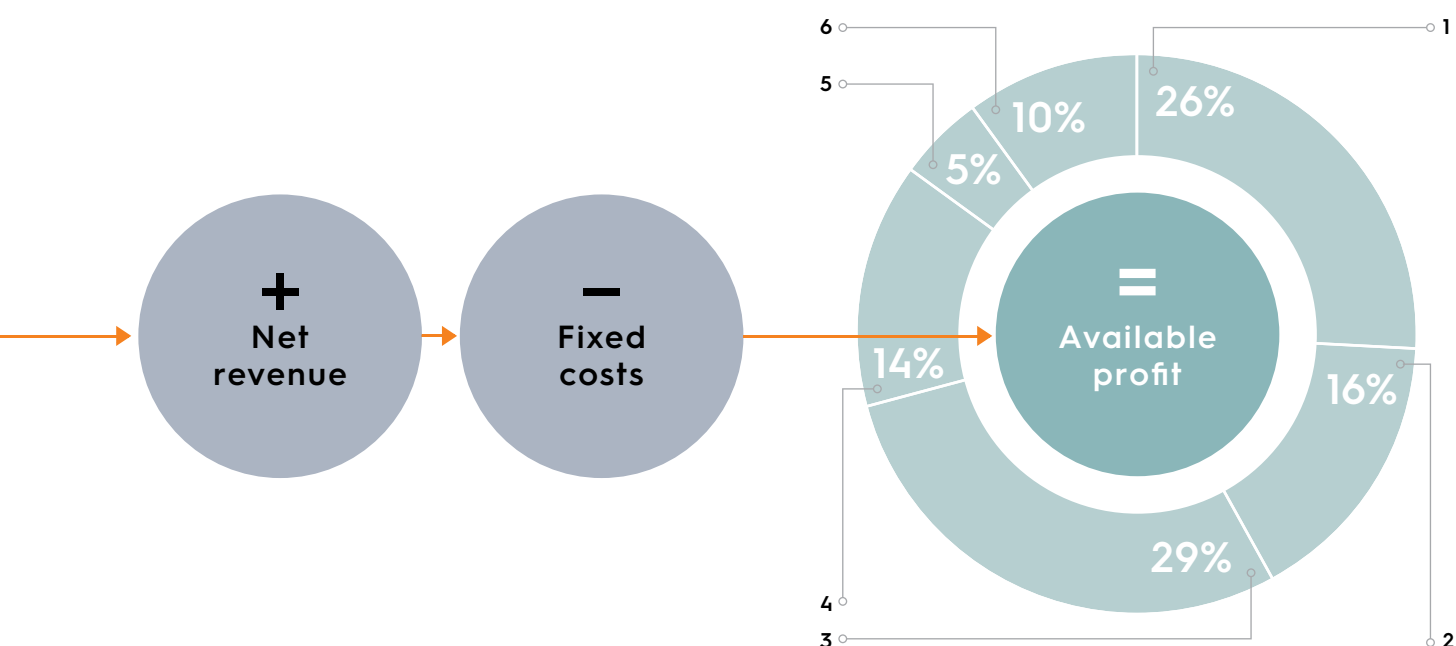 6
1
5
10%
26%
5%
+
Net
revenue
−
Fixed
costs
=
Available
profit
14%
16%
29%
4
3
2